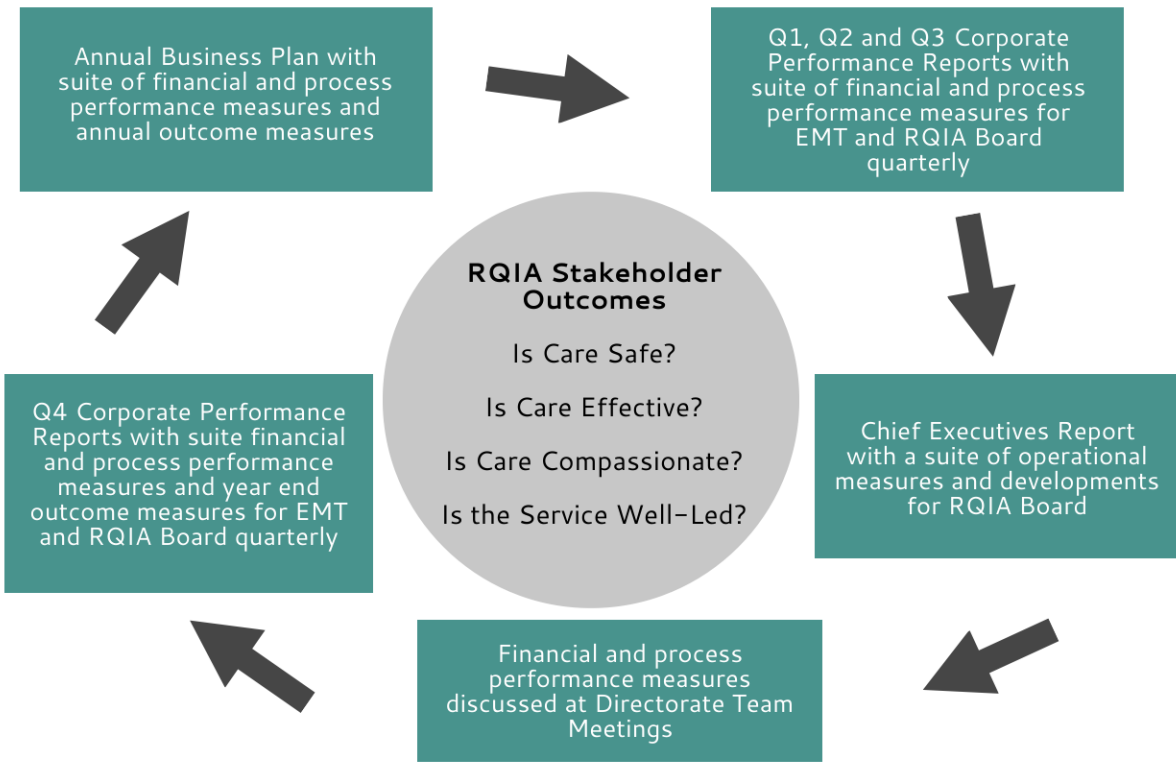 Annual Business Plan with
suite of financial and process
performance measures and
annual outcome measures
Q1, Q2 and Q3 Corporate
Performance Reports with
suite of financial and process
performance measures for
EMT and RQIA Board
quarterly
RQIA Stakeholder
Outcomes
Is Care Safe?
Is Care Effective?
Is Care Compassionate?
Is the Service Well-Led?
Chief Executives Report
with a suite of operational
measures and developments
for RQIA Board
Financial and process
performance measures
discussed at Directorate Team
Meetings
Q4 Corporate Performance
Reports with suite financial
and process performance
measures and year end
outcome measures for EMT
and RQIA Board quarterly